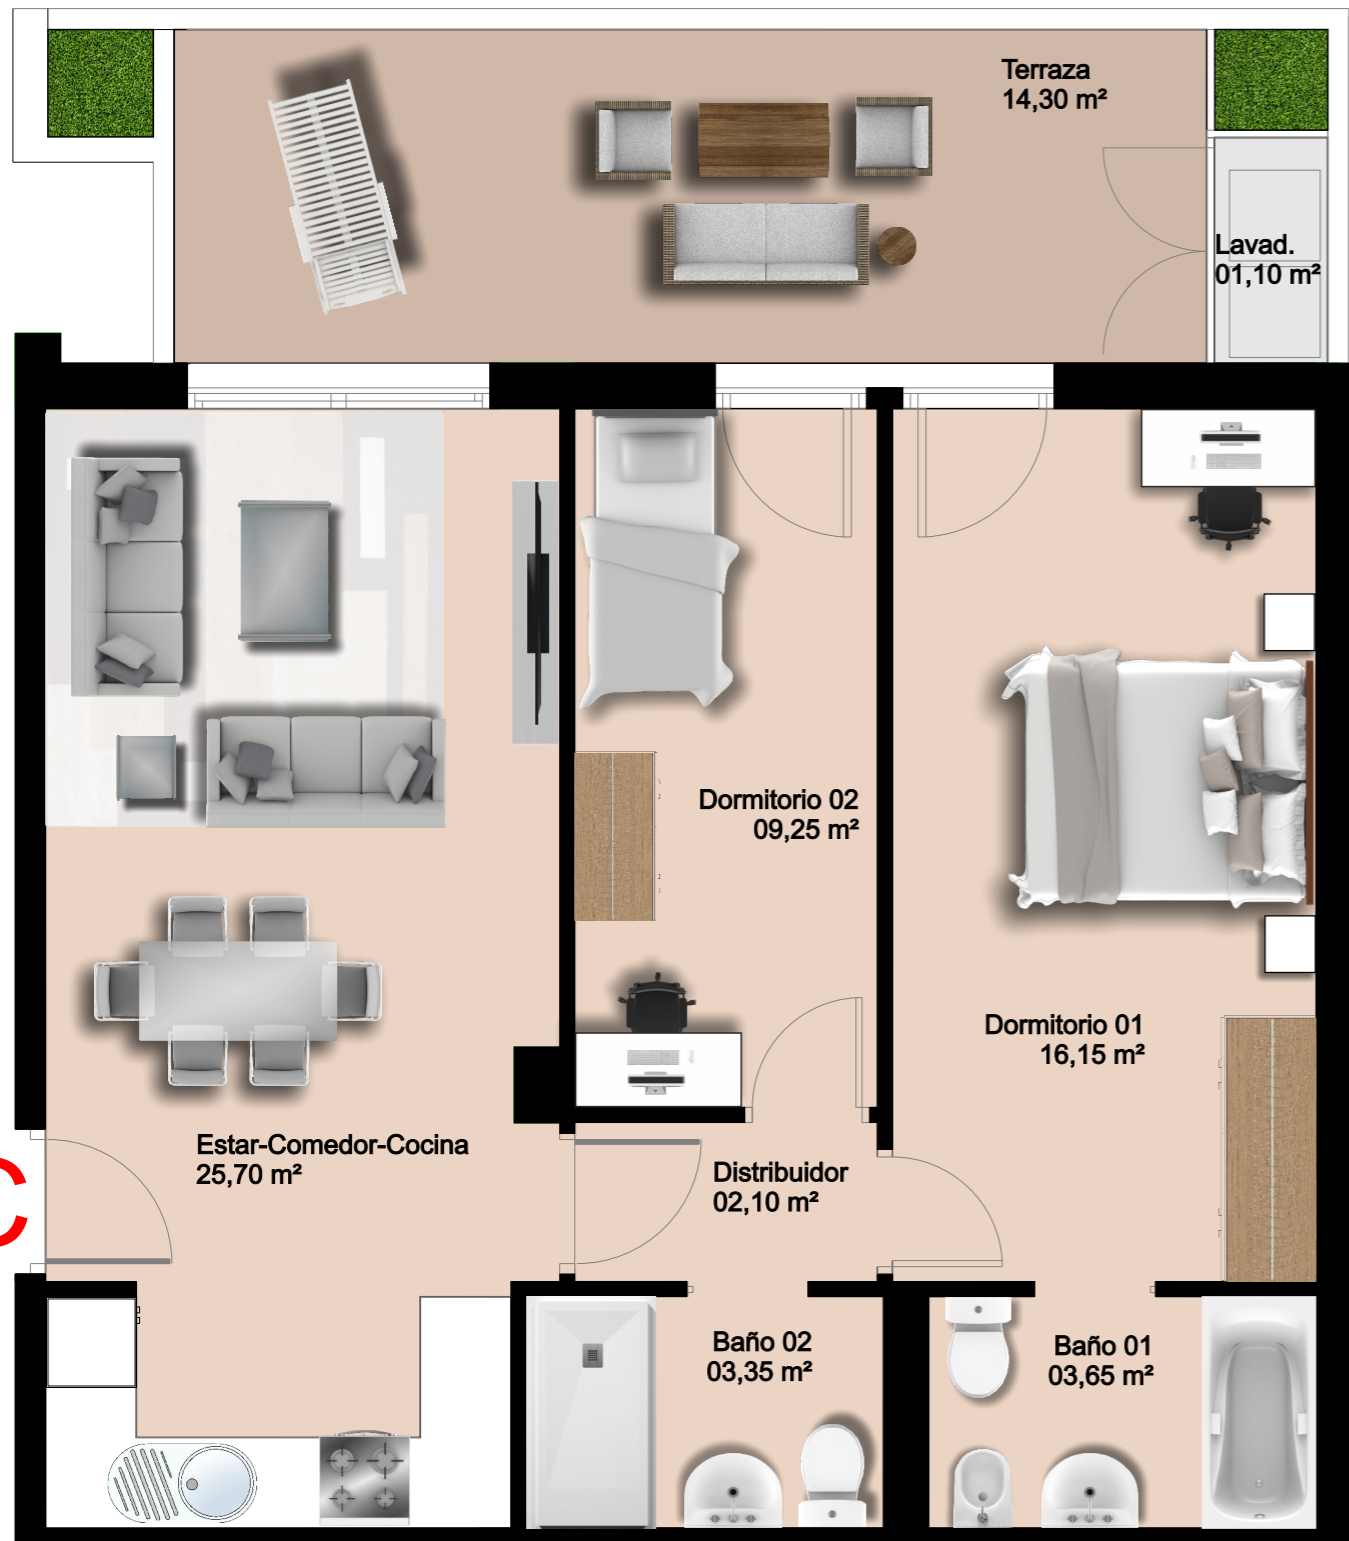 Terraza
14,30 m²
Lavad.
01,10 m²
Dormitorio 02
09,25 m²
Dormitorio 01
16,15 m²
Estar-Comedor-Cocina
25,70 m²
Distribuidor
02,10 m²
C
Baño 02
03,35 m²
Baño 01
03,65 m²